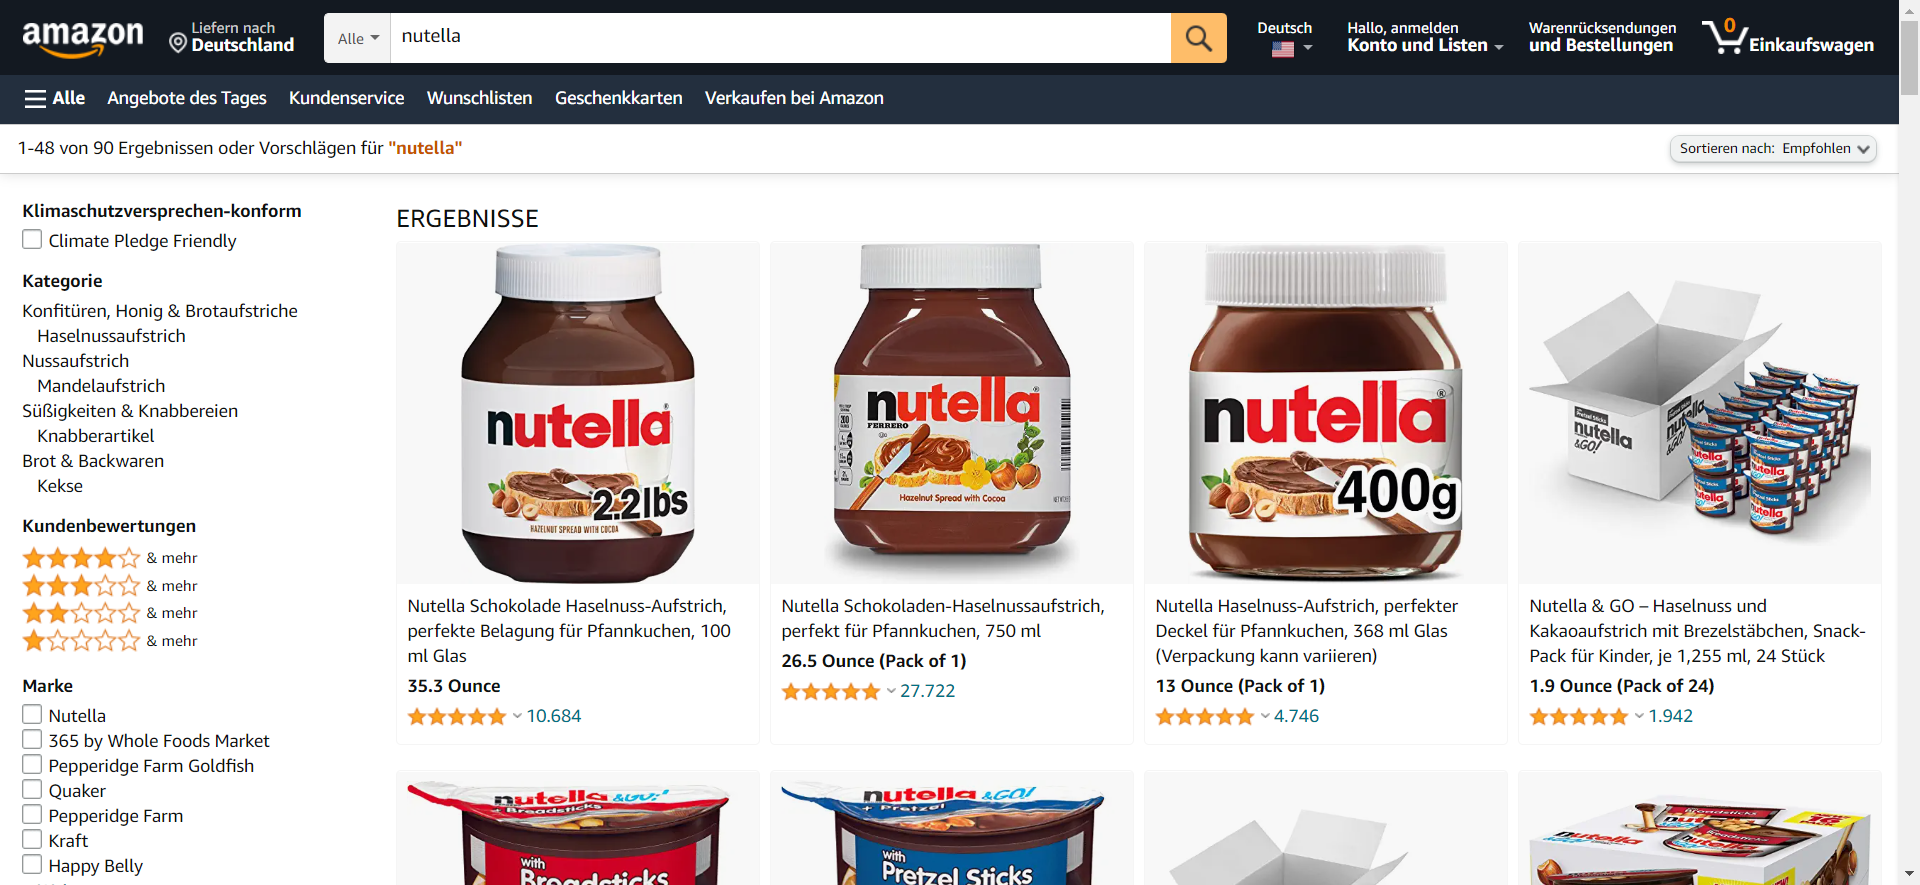 amazon
Liefern nach
Deutschland
Alle
nutella
Deutsch
Hallo, anmelden
Konto und Listen
Warenrücksendungen
und Bestellungen
0
Einkaufswagen
Alle
Angebote des Tages
Kundenservice
Wunschlisten
Geschenkkarten
Verkaufen bei Amazon
1-48 von 90 Ergebnissen oder Vorschlägen für "nutella"
Sortieren nach: Empfohlen
Klimaschutzversprechen-konform
Climate Pledge Friendly
Kategorie
Konfitüren, Honig & Brotaufstriche
Haselnussaufstrich
Nussaufstrich
Mandelaufstrich
Süßigkeiten & Knabbereien
Knabberartikel
Brot & Backwaren
Kekse
Kundenbewertungen
& mehr
& mehr
& mehr
& mehr
Marke
Nutella
365 by Whole Foods Market
Pepperidge Farm Goldfish
Quaker
Pepperidge Farm
Kraft
Happy Belly
ERGEBNISSE
nutella
2.2lbs
HAZELNUT SPREAD WITH COCOA
Nutella Schokolade Haselnuss-Aufstrich,
perfekte Belagung für Pfannkuchen, 100
ml Glas
35.3 Ounce
10.684
nutella
FERRERO
Hazelnut Spread with Cocoa
Nutella Schokoladen-Haselnussaufstrich,
perfekt für Pfannkuchen, 750 ml
26.5 Ounce (Pack of 1)
27.722
nutella
400g
Nutella Haselnuss-Aufstrich, perfekter
Deckel für Pfannkuchen, 368 ml Glas
(Verpackung kann variieren)
13 Ounce (Pack of 1)
4.746
Pretzel Sticks
nutella
&GO!
nutella
nutella
nutella
nutella
Nutella & GO – Haselnuss und
Kakaoaufstrich mit Brezelstäbchen, Snack-
Pack für Kinder, je 1,255 ml, 24 Stück
1.9 Ounce (Pack of 24)
1.942
nutella &GO!
+ Breadsticks
with
Breadsticks
nutella &GO!
+ Pretzel
with
Pretzel Sticks
Breadsticks
nutella